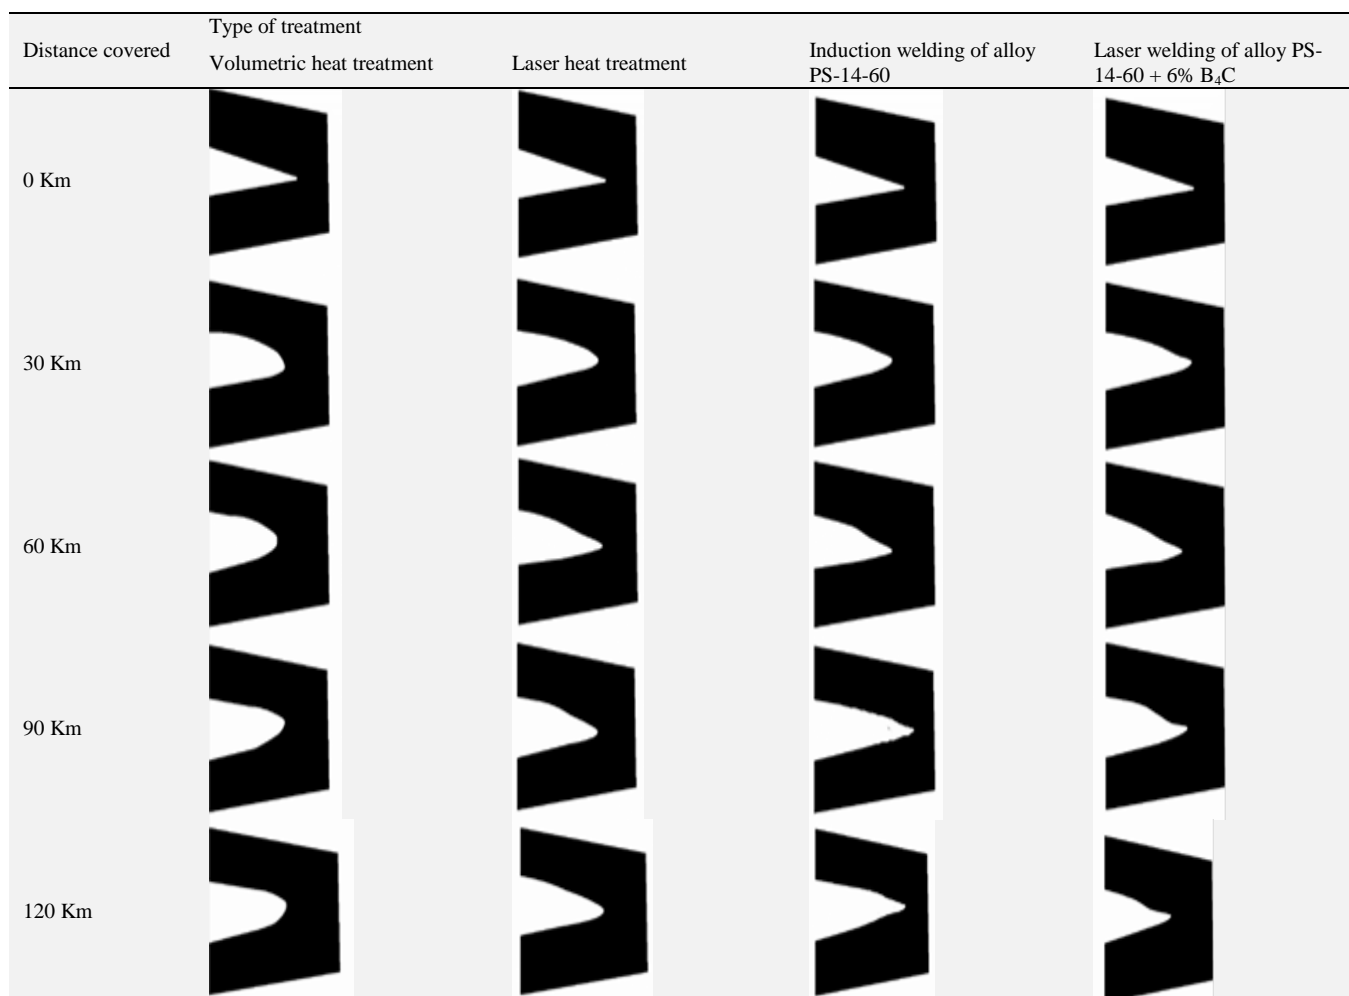 Type of treatment
Distance covered
Volumetric heat treatment
Laser heat treatment
Induction welding of alloy
PS-14-60
Laser welding of alloy PS-
14-60 + 6% B₄C
0 Km
30 Km
60 Km
90 Km
120 Km